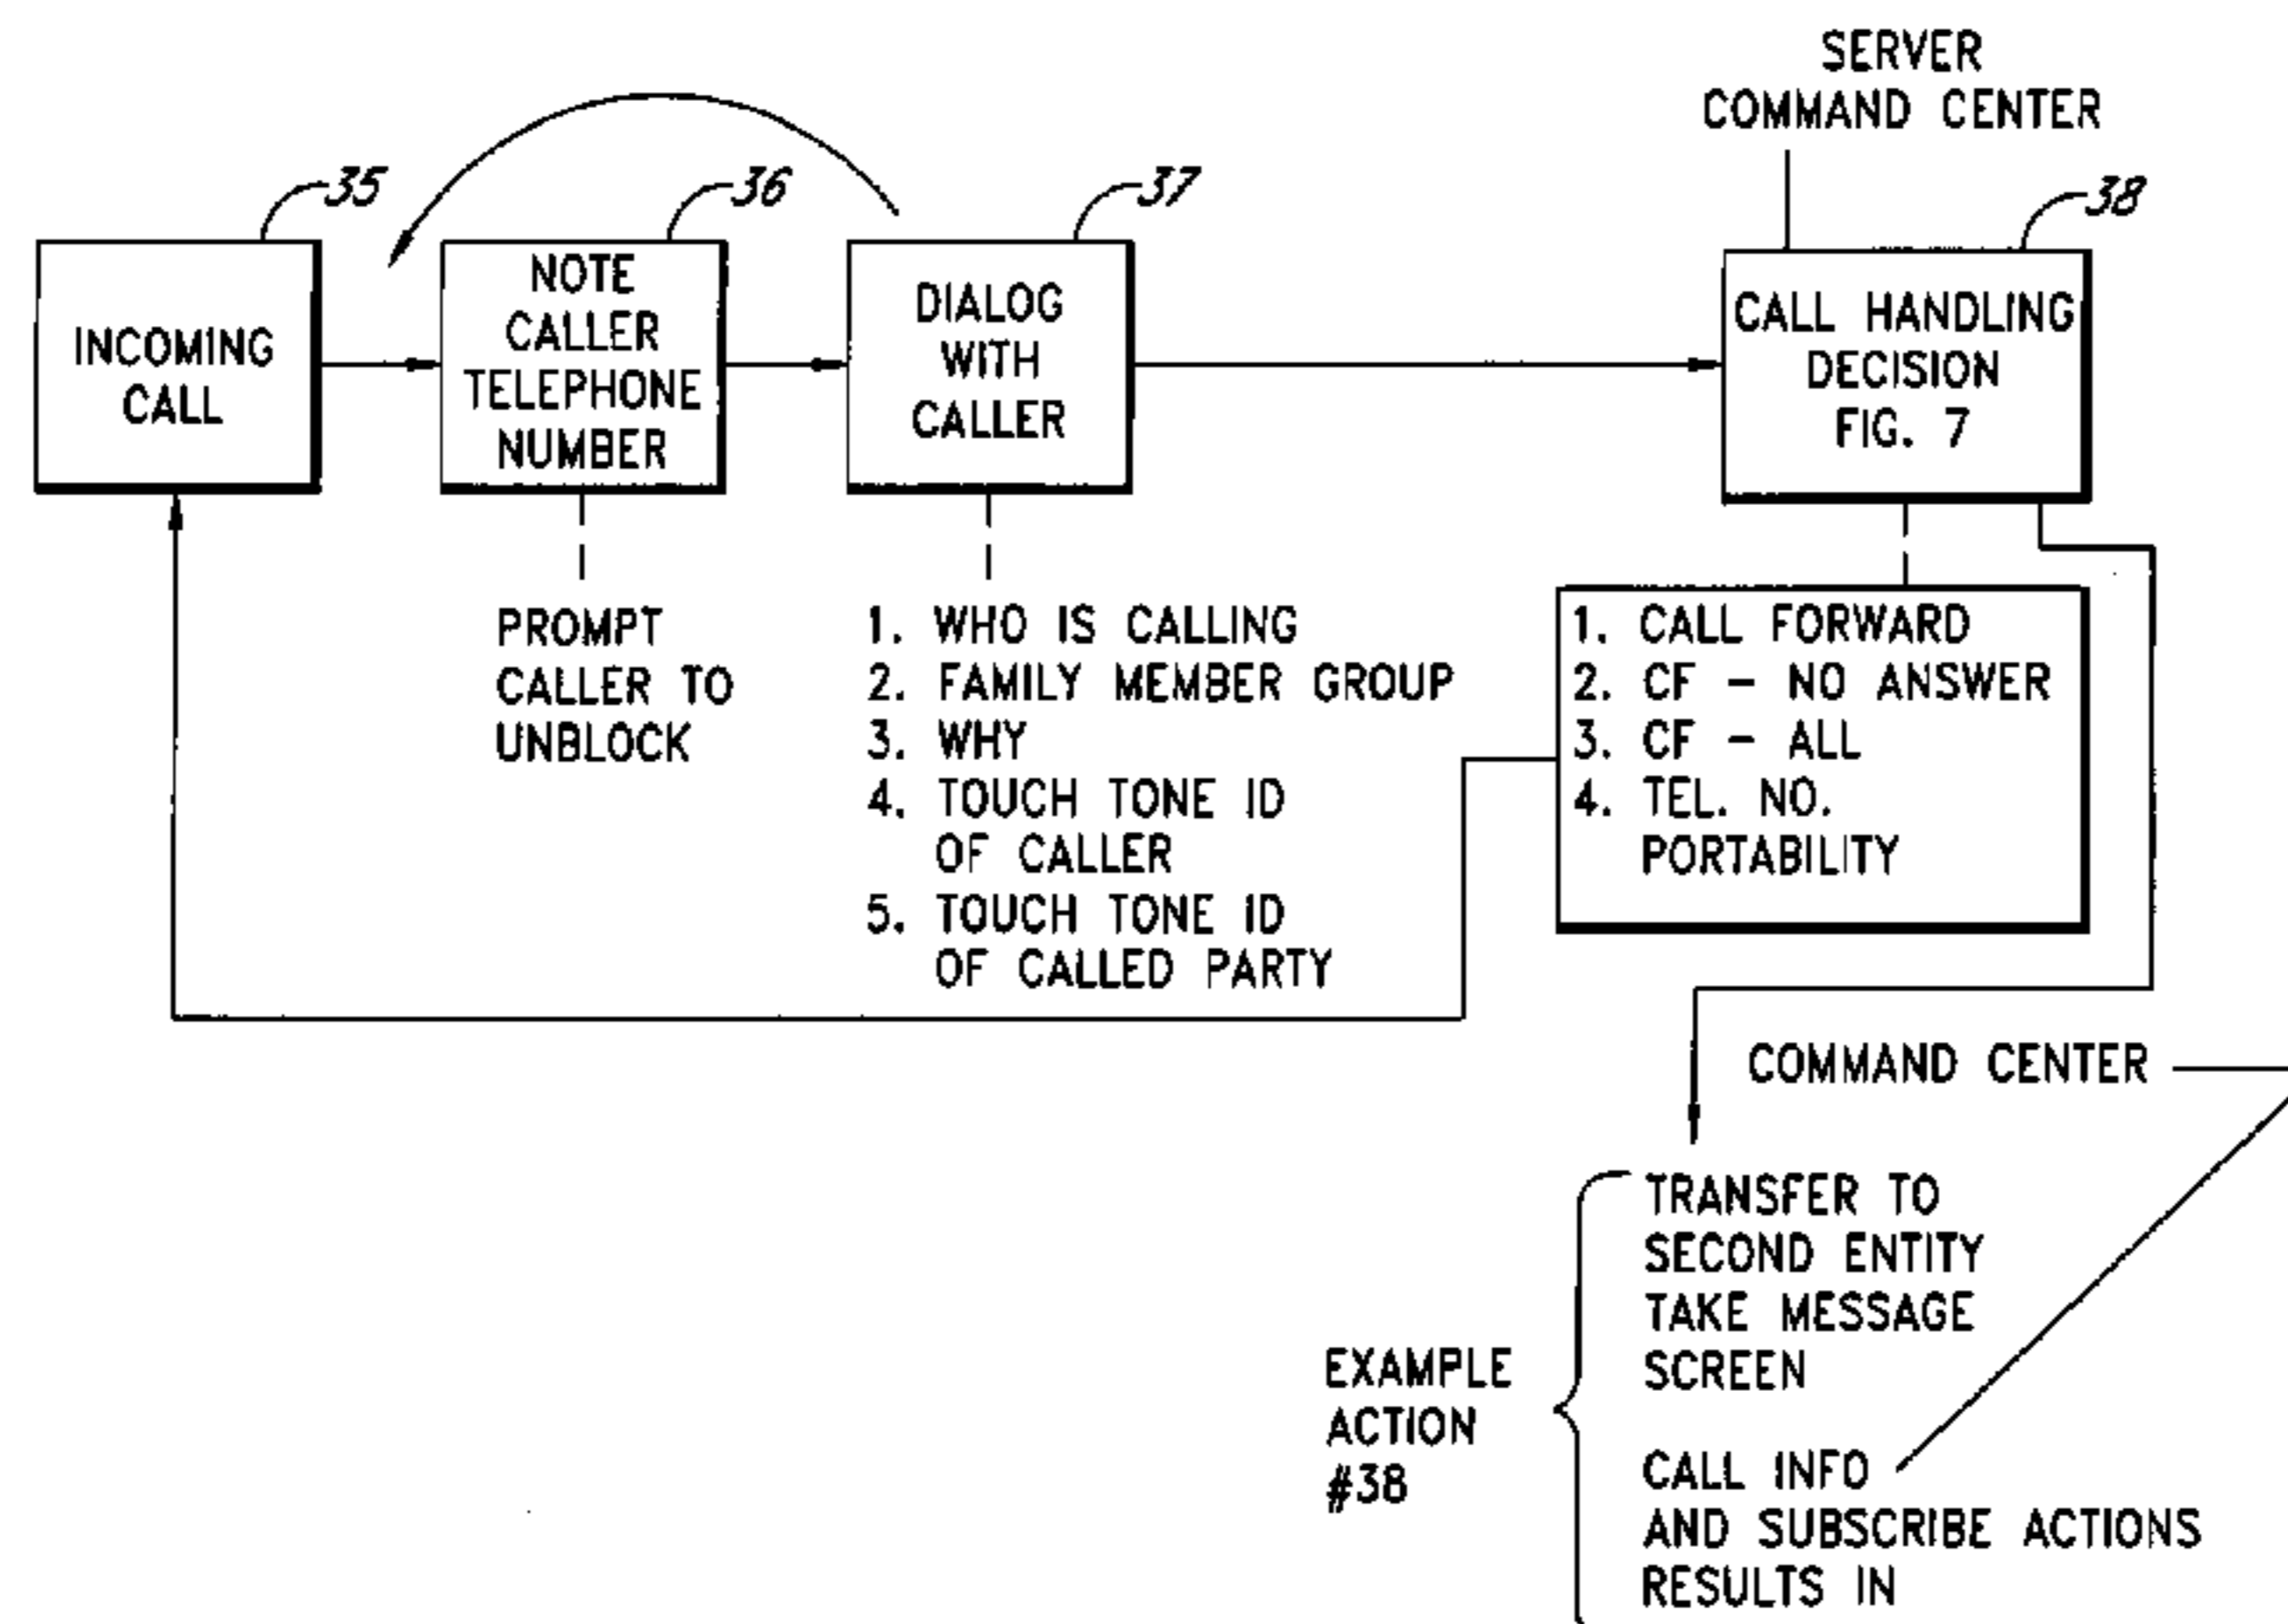 SERVER
COMMAND CENTER
35
36
37
38
INCOMING
CALL
NOTE
CALLER
TELEPHONE
NUMBER
DIALOG
WITH
CALLER
CALL HANDLING
DECISION
FIG. 7
PROMPT
CALLER TO
UNBLOCK
1. WHO IS CALLING
2. FAMILY MEMBER GROUP
3. WHY
4. TOUCH TONE ID
OF CALLER
5. TOUCH TONE ID
OF CALLED PARTY
1. CALL FORWARD
2. CF - NO ANSWER
3. CF - ALL
4. TEL. NO.
PORTABILITY
COMMAND CENTER
EXAMPLE
ACTION
#38
TRANSFER TO
SECOND ENTITY
TAKE MESSAGE
SCREEN
CALL INFO
AND SUBSCRIBE ACTIONS
RESULTS IN